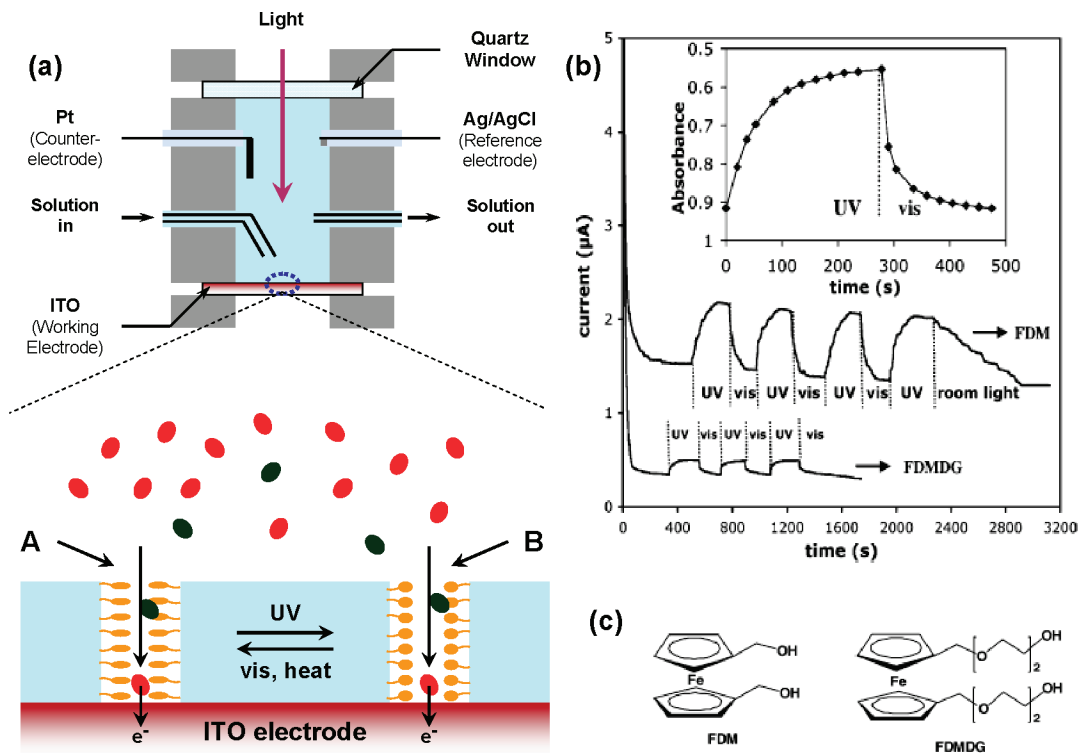 (a)
Light
Quartz
Window
Pt
(Counter-
electrode)
Ag/AgCl
(Reference
electrode)
Solution
in
Solution
out
ITO
(Working
Electrode)
A
B
UV
vis, heat
ITO electrode
e-
e-
(b)
5
4
3
2
1
0
current (µA)
0.5
0.6
0.7
0.8
0.9
1
Absorbance
UV
vis
0 100 200 300 400 500
time (s)
FDM
UV vis UV vis UV vis UV room light
UV vis UV vis UV vis
FDMDG
0 400 800 1200 1600 2000 2400 2800 3200
time (s)
(c)
OH
Fe
OH
FDM
O
2
OH
Fe
O
2
OH
FDMDG